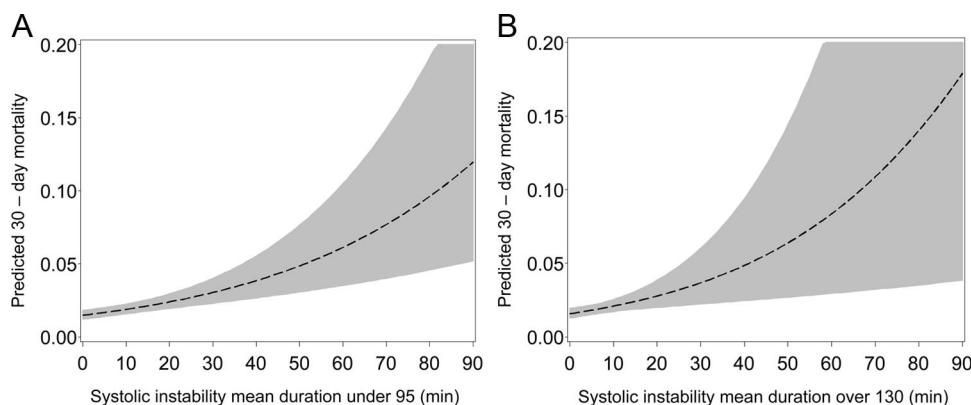 A
Predicted 30 – day mortality
0.20
0.15
0.10
0.05
0.00
0 10 20 30 40 50 60 70 80 90
Systolic instability mean duration under 95 (min)
B
Predicted 30 – day mortality
0.20
0.15
0.10
0.05
0.00
0 10 20 30 40 50 60 70 80 90
Systolic instability mean duration over 130 (min)